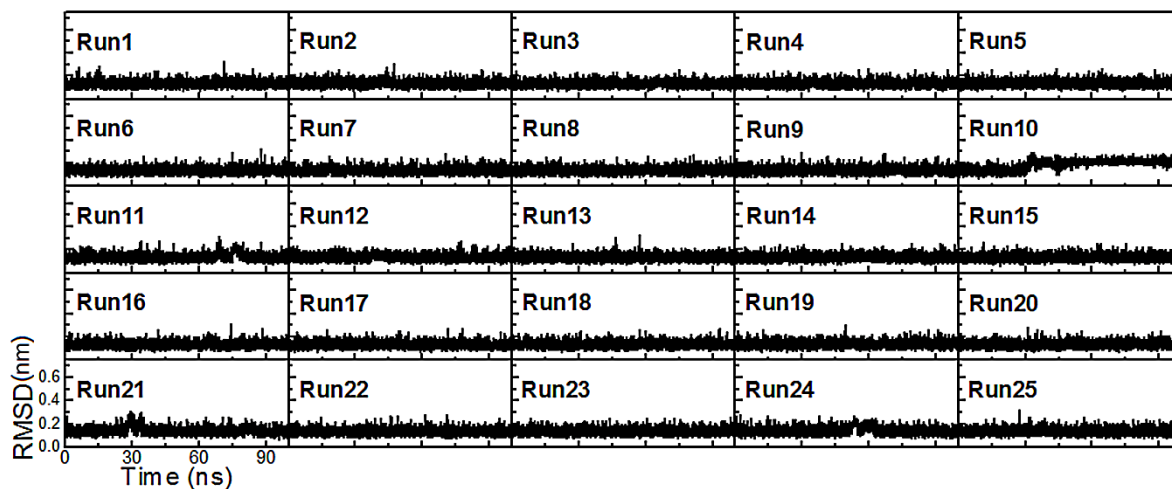 Run1 Run2 Run3 Run4 Run5
Run6 Run7 Run8 Run9 Run10
Run11 Run12 Run13 Run14 Run15
Run16 Run17 Run18 Run19 Run20
Run21 Run22 Run23 Run24 Run25
RMSD(nm)
0.6
0.4
0.2
0.0
0 30 60 90
Time (ns)